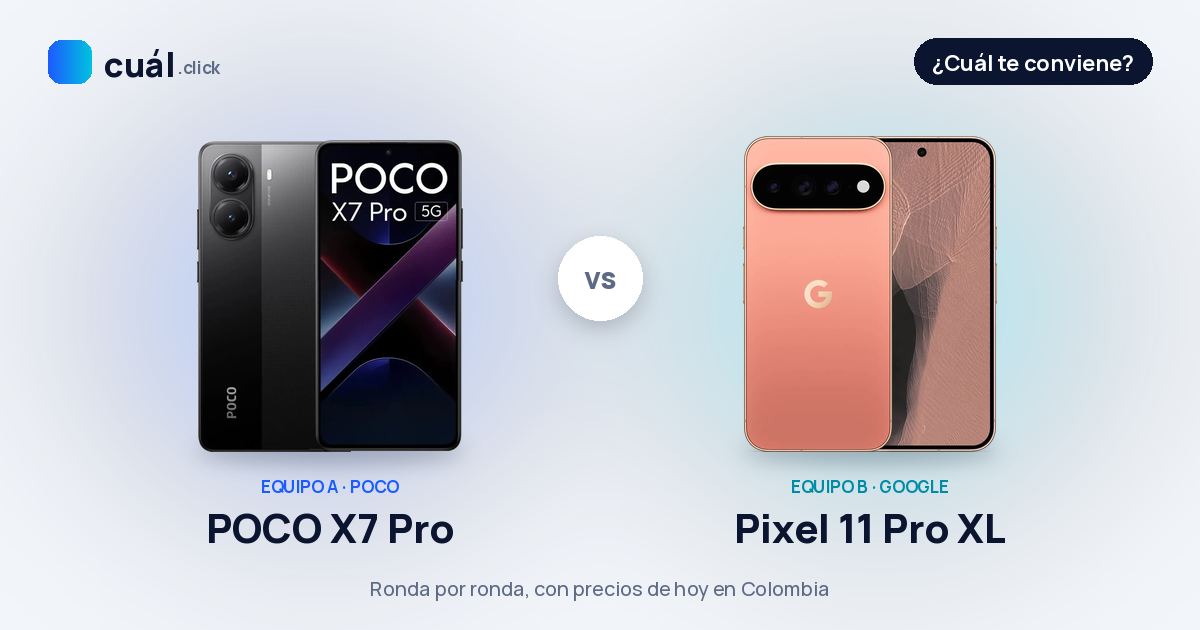 cuál.click
¿Cuál te conviene?
POCO
X7 Pro 5G
POCO
G
VS
EQUIPO A · POCO
POCO X7 Pro
EQUIPO B · GOOGLE
Pixel 11 Pro XL
Ronda por ronda, con precios de hoy en Colombia